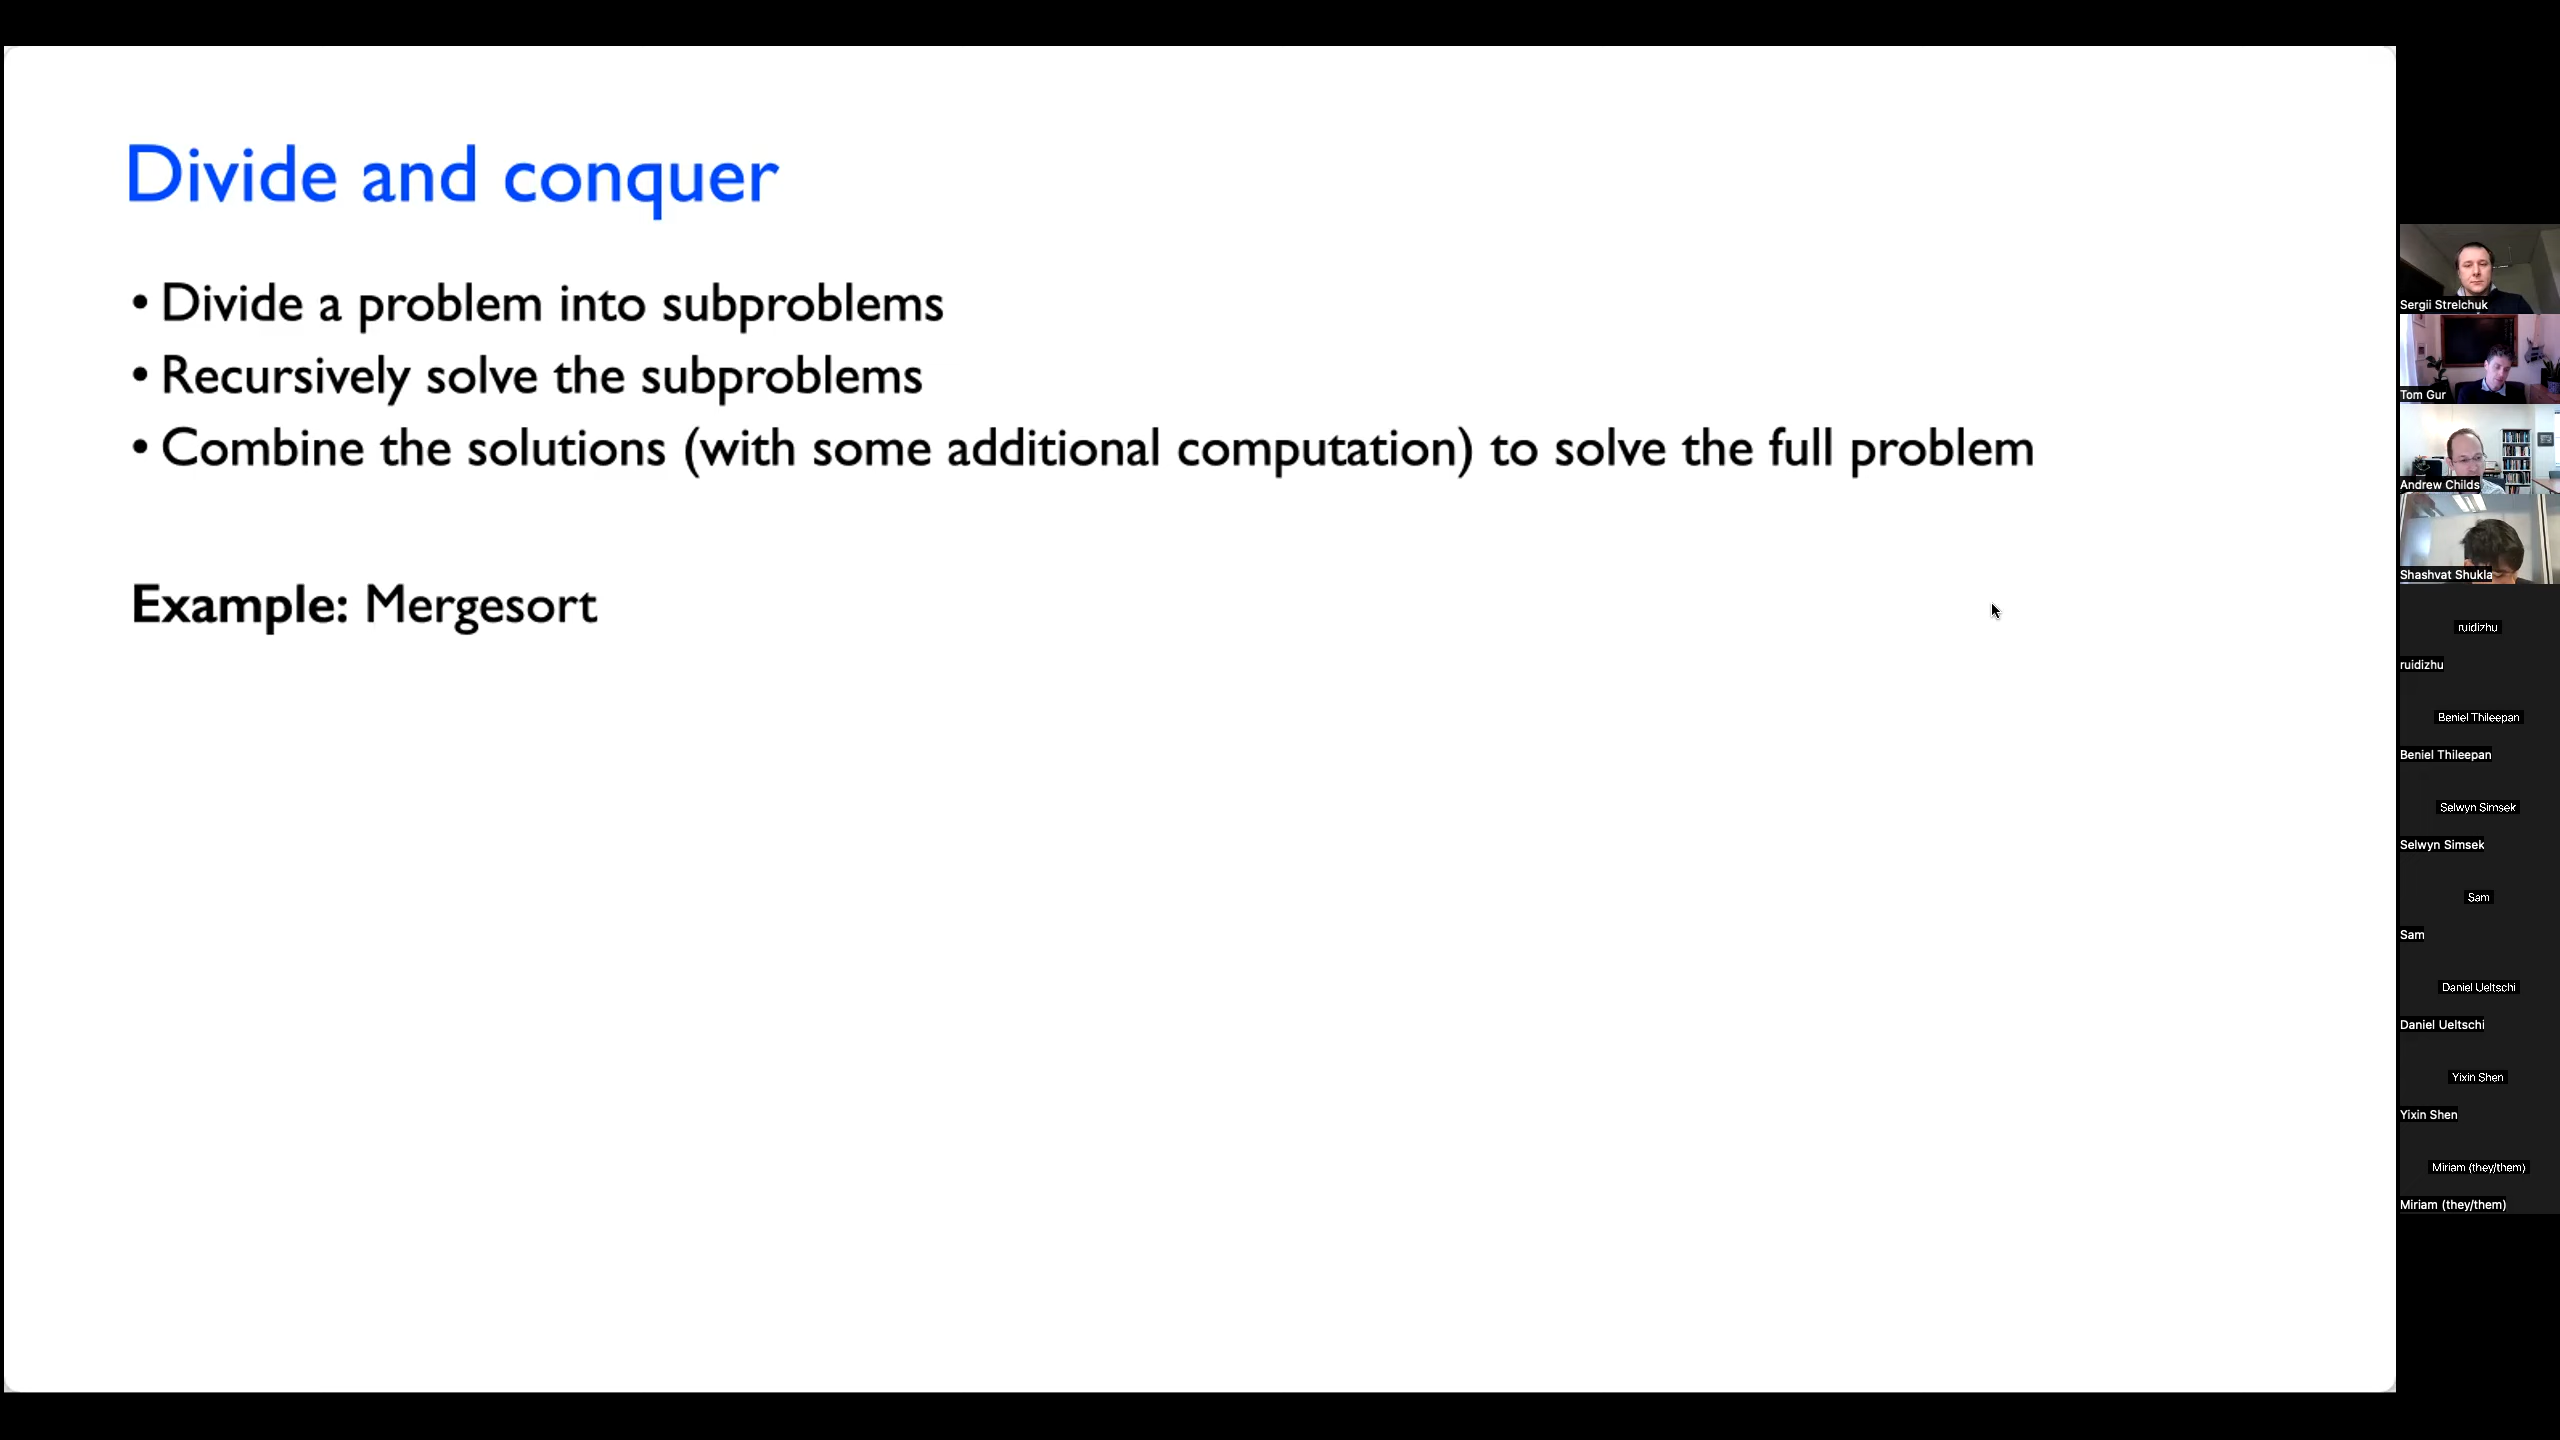 Divide and conquer
• Divide a problem into subproblems
• Recursively solve the subproblems
• Combine the solutions (with some additional computation) to solve the full problem
Example: Mergesort
Sergii Strelchuk
Tom Gur
Andrew Childs
Shashvat Shukla
ruidizhu
ruidizhu
Beniel Thileepan
Beniel Thileepan
Selwyn Simsek
Selwyn Simsek
Sam
Sam
Daniel Ueltschi
Daniel Ueltschi
Yixin Shen
Yixin Shen
Miriam (they/them)
Miriam (they/them)